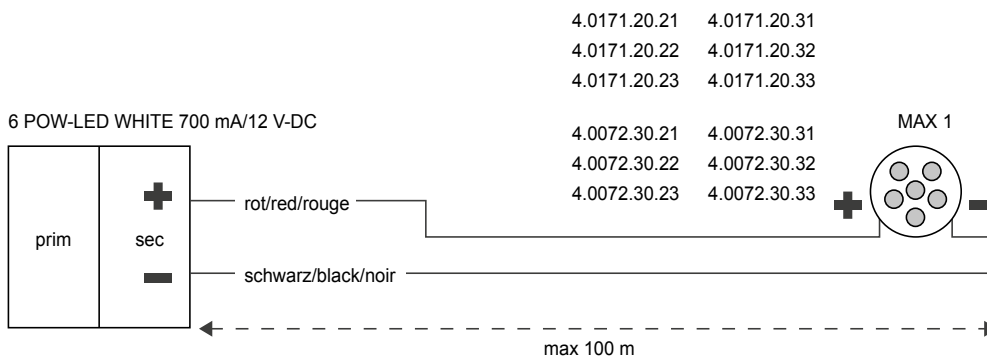 4.0171.20.21 4.0171.20.31
4.0171.20.22 4.0171.20.32
4.0171.20.23 4.0171.20.33
6 POW-LED WHITE 700 mA/12 V-DC
4.0072.30.21 4.0072.30.31
4.0072.30.22 4.0072.30.32
4.0072.30.23 4.0072.30.33
MAX 1
+
rot/red/rouge
+
−
prim
sec
−
schwarz/black/noir
max 100 m